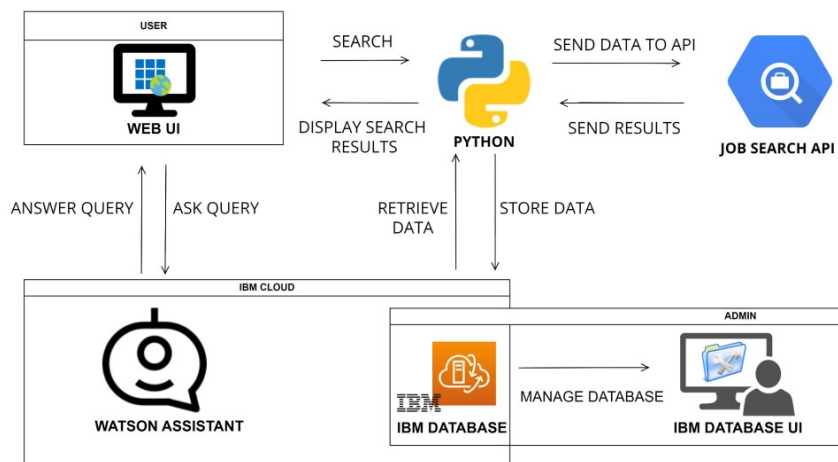 USER
WEB UI
SEARCH
DISPLAY SEARCH
RESULTS
PYTHON
SEND DATA TO API
SEND RESULTS
JOB SEARCH API
ANSWER QUERY
ASK QUERY
RETRIEVE
DATA
STORE DATA
IBM CLOUD
WATSON ASSISTANT
ADMIN
IBM
IBM DATABASE
MANAGE DATABASE
IBM DATABASE UI